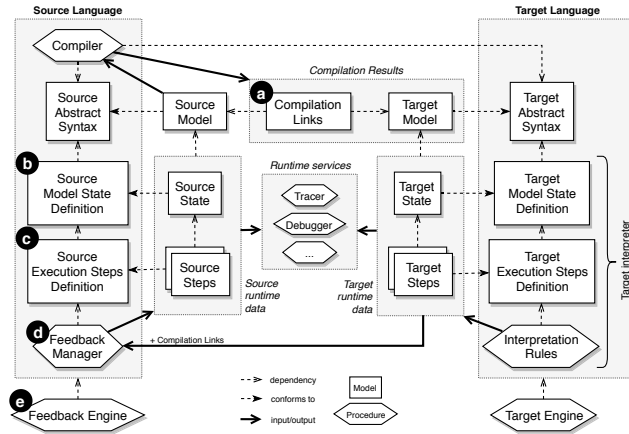 Source Language
Target Language
Compiler
Compilation Results
a
Source
Abstract
Syntax
Source
Model
Compilation
Links
Target
Model
Target
Abstract
Syntax
b
Source
Model State
Definition
Source
State
Runtime services
Tracer
Debugger
...
Target
State
Target
Model State
Definition
c
Source
Execution Steps
Definition
Source
Steps
Source
runtime
data
Target
runtime
data
Target
Steps
Target
Execution Steps
Definition
Target interpreter
d
Feedback
Manager
+ Compilation Links
Interpretation
Rules
e
Feedback Engine
dependency
conforms to
input/output
Model
Procedure
Target Engine